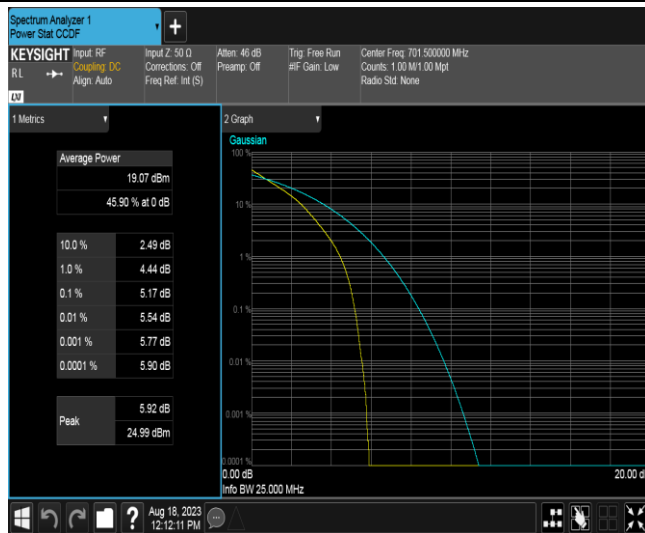 Spectrum Analyzer 1
Power Stat CCDF
+
KEYSIGHT
RL
Input: RF
Coupling: DC
Align: Auto
Input Z: 50 Ω
Corrections: Off
Freq Ref: Int (S)
Atten: 46 dB
Preamp: Off
Trig: Free Run
#IF Gain: Low
Center Freq: 701.500000 MHz
Counts: 1.00 M/1.00 Mpt
Radio Std: None
1 Metrics
Average Power
19.07 dBm
45.90 % at 0 dB
10.0 % 2.49 dB
1.0 % 4.44 dB
0.1 % 5.17 dB
0.01 % 5.54 dB
0.001 % 5.77 dB
0.0001 % 5.90 dB
Peak
5.92 dB
24.99 dBm
2 Graph
Gaussian
100 %
10 %
1 %
0.1 %
0.01 %
0.001 %
0.0001 %
0.00 dB
20.00 d
Info BW 25.000 MHz
?
Aug 18, 2023
12:12:11 PM